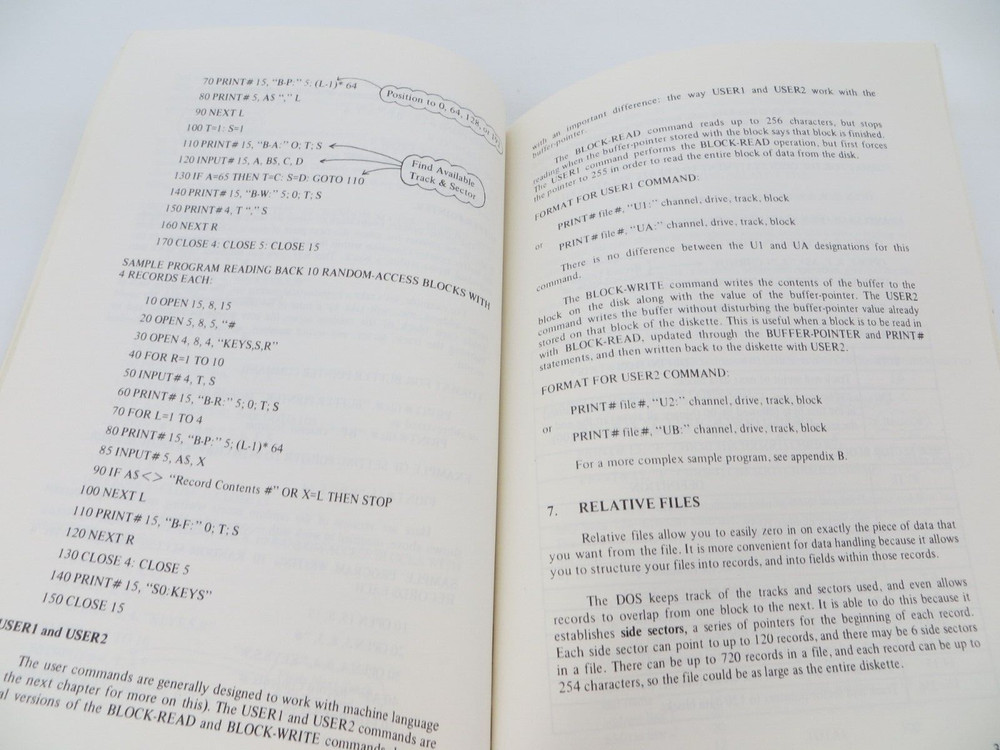 70 PRINT# 15, "B-P:" 5; (L-1)* 64
80 PRINT# 5, A$ "," L
90 NEXT L
100 T=1: S=1
110 PRINT# 15, "B-A:" O; T; S
120 INPUT# 15, A, B$, C, D
130 IF A=65 THEN T=C: S=D: GOTO 110
140 PRINT# 15, "B-W:" 5; 0; T; S
150 PRINT# 4, T "," S
160 NEXT R
170 CLOSE 4: CLOSE 5: CLOSE 15
Position to 0, 64, 128, or
Find Available
Track & Sector
SAMPLE PROGRAM READING BACK 10 RANDOM-ACCESS BLOCKS WITH
4 RECORDS EACH:
10 OPEN 15, 8, 15
20 OPEN 5, 8, 5, "#
30 OPEN 4, 8, 4, "KEYS,S,R"
40 FOR R=1 TO 10
50 INPUT# 4, T, S
60 PRINT# 15, "B-R:" 5; 0; T; S
70 FOR L=1 TO 4
80 PRINT# 15, "B-P:" 5; (L-1)* 64
85 INPUT# 5, A$, X
90 IF A$<> "Record Contents #" OR X=L THEN STOP
100 NEXT L
110 PRINT# 15, "B-F:" 0; T; S
120 NEXT R
130 CLOSE 4: CLOSE 5
140 PRINT# 15, "S0:KEYS"
150 CLOSE 15
USER1 and USER2
The user commands are generally designed to work with machine language
the next chapter for more on this). The USER1 and USER2 commands are
versions of the BLOCK-READ and BLOCK-WRITE
with an important difference: the way USER1 and USER2 work with the
buffer-pointer.
The BLOCK-READ command reads up to 256 characters, but stops
reading when the buffer-pointer stored with the block says that block is finished.
The USER1 command performs the BLOCK-READ operation, but first forces
the pointer to 255 in order to read the entire block of data from the disk.
FORMAT FOR USER1 COMMAND:
PRINT# file#, "U1:" channel, drive, track, block
or PRINT# file#, "UA:" channel, drive, track, block
There is no difference between the U1 and UA designations for this
command.
The BLOCK-WRITE command writes the contents of the buffer to the
block on the disk along with the value of the buffer-pointer. The USER2
command writes the buffer without disturbing the buffer-pointer value already
stored on that block of the diskette. This is useful when a block is to be read in
with BLOCK-READ, updated through the BUFFER-POINTER and PRINT#
statements, and then written back to the diskette with USER2.
FORMAT FOR USER2 COMMAND:
PRINT# file#, "U2:" channel, drive, track, block
or PRINT# file#, "UB:" channel, drive, track, block
For a more complex sample program, see appendix B.
7. RELATIVE FILES
Relative files allow you to easily zero in on exactly the piece of data that
you want from the file. It is more convenient for data handling because it allows
you to structure your files into records, and into fields within those records.
The DOS keeps track of the tracks and sectors used, and even allows
records to overlap from one block to the next. It is able to do this because it
establishes side sectors, a series of pointers for the beginning of each record.
Each side sector can point to up to 120 records, and there may be 6 side sectors
in a file. There can be up to 720 records in a file, and each record can be up to
254 characters, so the file could be as large as the entire diskette.